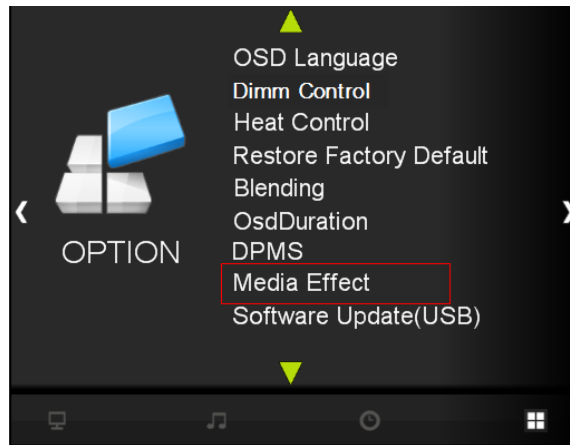 OSD Language
Dimm Control
Heat Control
Restore Factory Default
Blending
OsdDuration
OPTION
DPMS
Media Effect
Software Update(USB)